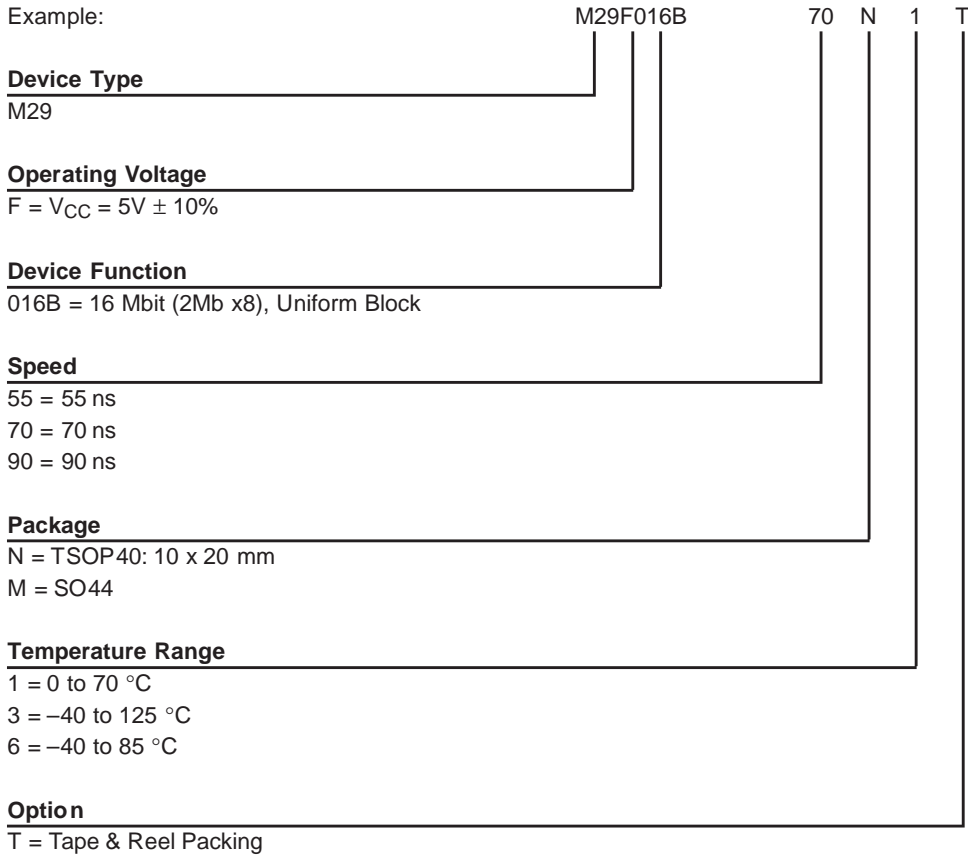 Example: M29F016B 70 N 1 T
Device Type
M29
Operating Voltage
F = VCC = 5V ± 10%
Device Function
016B = 16 Mbit (2Mb x8), Uniform Block
Speed
55 = 55 ns
70 = 70 ns
90 = 90 ns
Package
N = TSOP40: 10 x 20 mm
M = SO44
Temperature Range
1 = 0 to 70 °C
3 = –40 to 125 °C
6 = –40 to 85 °C
Option
T = Tape & Reel Packing